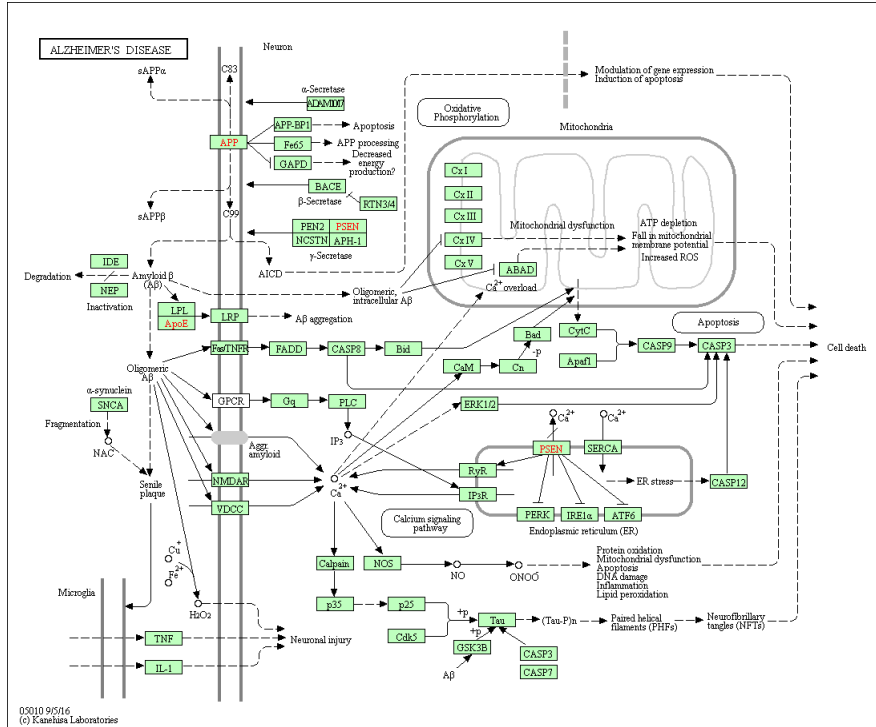 ALZHEIMER'S DISEASE
Neuron
sAPPα
C83
α-Secretase
ADAM10/17
APP
APP-BP1
Apoptosis
Fe65
APP processing
GAPD
Decreased
energy
production?
BACE
β-Secretase
RTN3/4
sAPPβ
C99
PEN2
PSEN
NCSTN
APH-1
γ-Secretase
AICD
Modulation of gene expression
Induction of apoptosis
Oxidative
Phosphorylation
Mitochondria
Cx I
Cx II
Cx III
Cx IV
Cx V
Mitochondrial dysfunction
ABAD
ATP depletion
Fall in mitochondrial
membrane potential
Increased ROS
Ca2+ overload
IDE
Degradation
NEP
Inactivation
Amyloid β
(Aβ)
Oligomeric
intracellular Aβ
LPL
ApoE
LRP
Aβ aggregation
Fas/TNFR
FADD
CASP8
Bid
Bad
-p
CytC
Apaf1
CASP9
Apoptosis
CASP3
Cell death
CaM
Cn
ERK1/2
Oligomeric
Aβ
α-synuclein
SNCA
Fragmentation
NAC
GPCR
Gq
PLC
IP3
Aggr.
amyloid
Senile
plaque
NMDAR
VDCC
Ca2+
RyR
IP3R
Ca2+
Ca2+
PSEN
SERCA
ER stress
CASP12
PERK
IRE1α
ATF6
Endoplasmic reticulum (ER)
Calcium signaling
pathway
Cu+
Fe2+
H2O2
Calpain
NOS
NO
ONOO-
Protein oxidation
Mitochondrial dysfunction
Apoptosis
DNA damage
Inflammation
Lipid peroxidation
Microglia
TNF
IL-1
Neuronal injury
p35
p25
Cdk5
+p
Tau
+p
GSK3B
Aβ
CASP3
CASP7
(Tau-P)n
Paired helical
filaments (PHFs)
Neurofibrillary
tangles (NFTs)
05010 9/5/16
(c) Kanehisa Laboratories